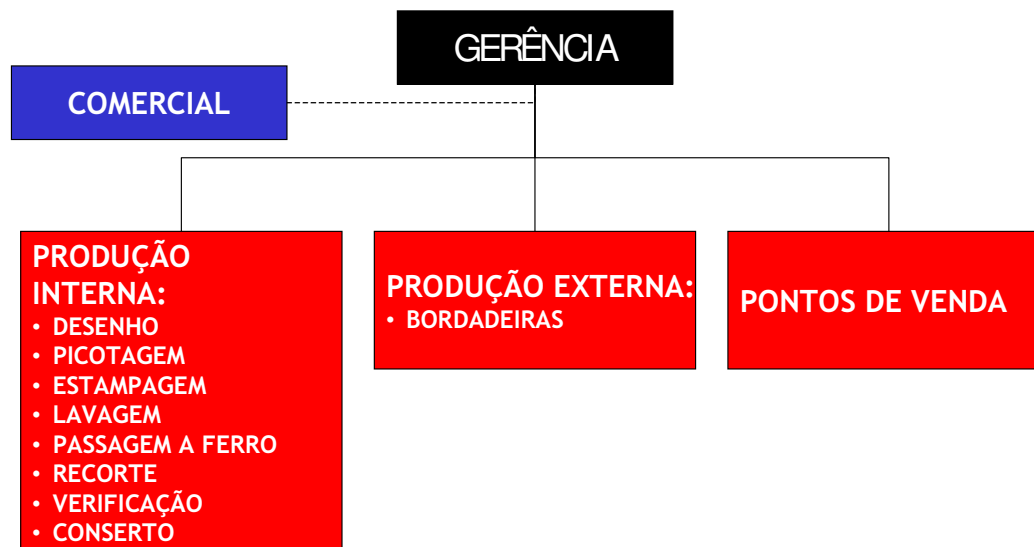 GERÊNCIA
COMERCIAL
PRODUÇÃO
INTERNA:
• DESENHO
• PICOTAGEM
• ESTAMPAGEM
• LAVAGEM
• PASSAGEM A FERRO
• RECORTE
• VERIFICAÇÃO
• CONSERTO
PRODUÇÃO EXTERNA:
• BORDADEIRAS
PONTOS DE VENDA